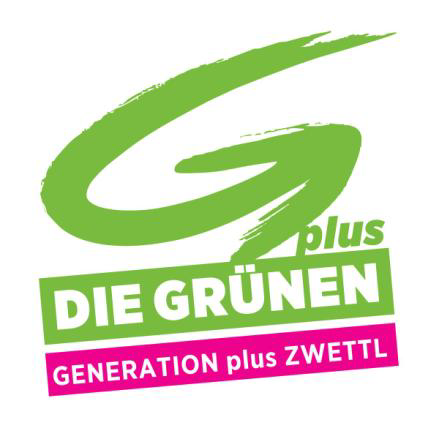 G
plus
DIE GRÜNEN
GENERATION plus ZWETTL